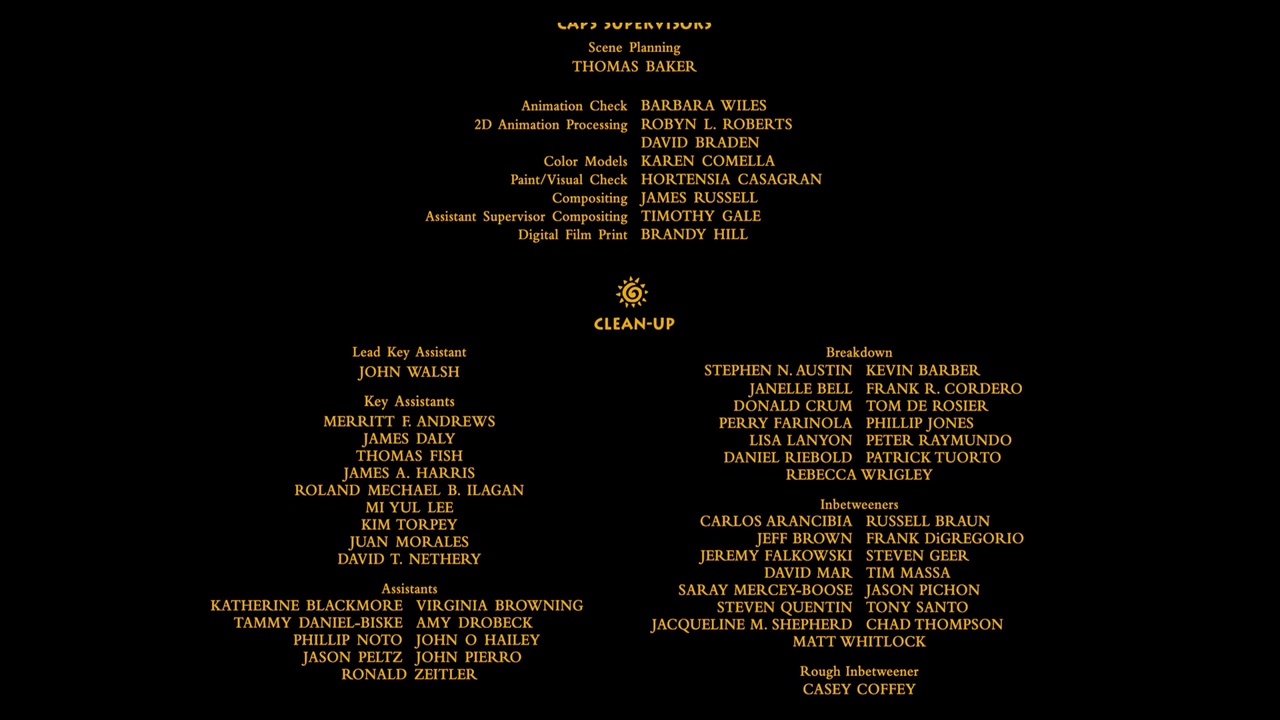 CAPS SUPERVISORS
Scene Planning
THOMAS BAKER
Animation Check BARBARA WILES
2D Animation Processing ROBYN L. ROBERTS
DAVID BRADEN
Color Models KAREN COMELLA
Paint/Visual Check HORTENSIA CASAGRAN
Compositing JAMES RUSSELL
Assistant Supervisor Compositing TIMOTHY GALE
Digital Film Print BRANDY HILL
CLEAN-UP
Lead Key Assistant
JOHN WALSH
Key Assistants
MERRITT F. ANDREWS
JAMES DALY
THOMAS FISH
JAMES A. HARRIS
ROLAND MECHAEL B. ILAGAN
MI YUL LEE
KIM TORPEY
JUAN MORALES
DAVID T. NETHERY
Assistants
KATHERINE BLACKMORE VIRGINIA BROWNING
TAMMY DANIEL-BISKE AMY DROBECK
PHILLIP NOTO JOHN O HAILEY
JASON PELTZ JOHN PIERRO
RONALD ZEITLER
Breakdown
STEPHEN N. AUSTIN KEVIN BARBER
JANELLE BELL FRANK R. CORDERO
DONALD CRUM TOM DE ROSIER
PERRY FARINOLA PHILLIP JONES
LISA LANYON PETER RAYMUNDO
DANIEL RIEBOLD PATRICK TUORTO
REBECCA WRIGLEY
Inbetweeners
CARLOS ARANCIBIA RUSSELL BRAUN
JEFF BROWN FRANK DiGREGORIO
JEREMY FALKOWSKI STEVEN GEER
DAVID MAR TIM MASSA
SARAY MERCEY-BOOSE JASON PICHON
STEVEN QUENTIN TONY SANTO
JACQUELINE M. SHEPHERD CHAD THOMPSON
MATT WHITLOCK
Rough Inbetweener
CASEY COFFEY